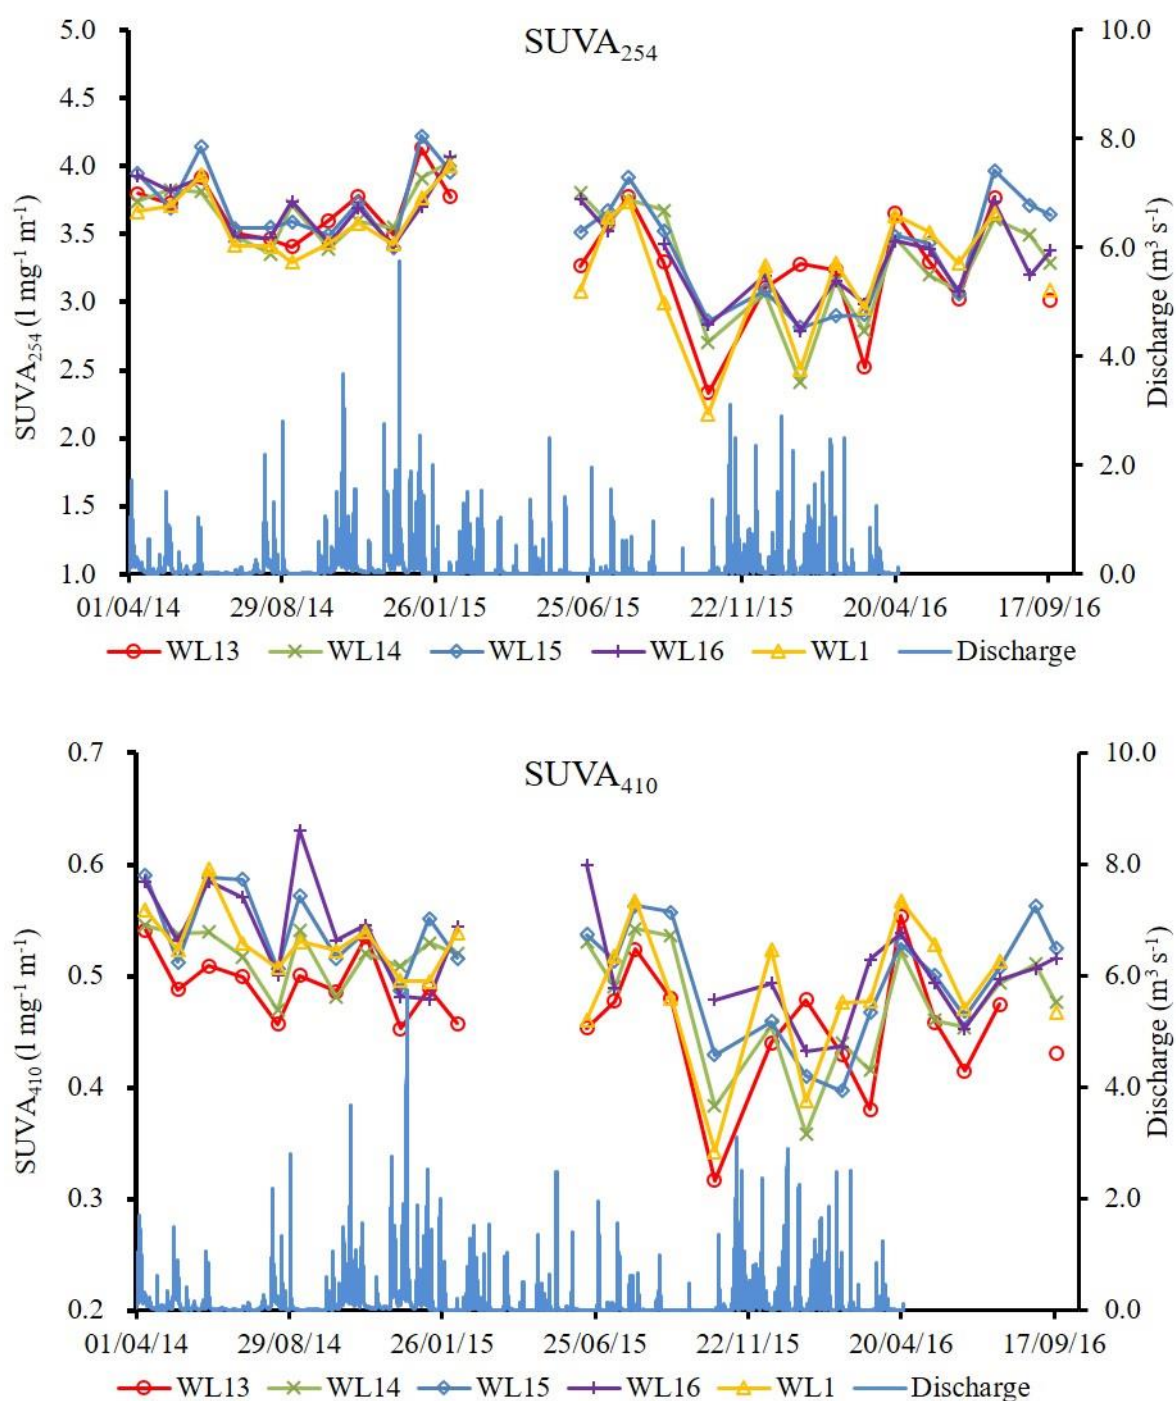 SUVA₂₅₄
SUVA₂₅₄ (l mg⁻¹ m⁻¹)
5.0
4.5
4.0
3.5
3.0
2.5
2.0
1.5
1.0
10.0
8.0
6.0
4.0
2.0
0.0
Discharge (m³ s⁻¹)
01/04/14 29/08/14 26/01/15 25/06/15 22/11/15 20/04/16 17/09/16
WL13 WL14 WL15 WL16 WL1 Discharge
SUVA₄₁₀
SUVA₄₁₀ (l mg⁻¹ m⁻¹)
0.7
0.6
0.5
0.4
0.3
0.2
10.0
8.0
6.0
4.0
2.0
0.0
Discharge (m³ s⁻¹)
01/04/14 29/08/14 26/01/15 25/06/15 22/11/15 20/04/16 17/09/16
WL13 WL14 WL15 WL16 WL1 Discharge